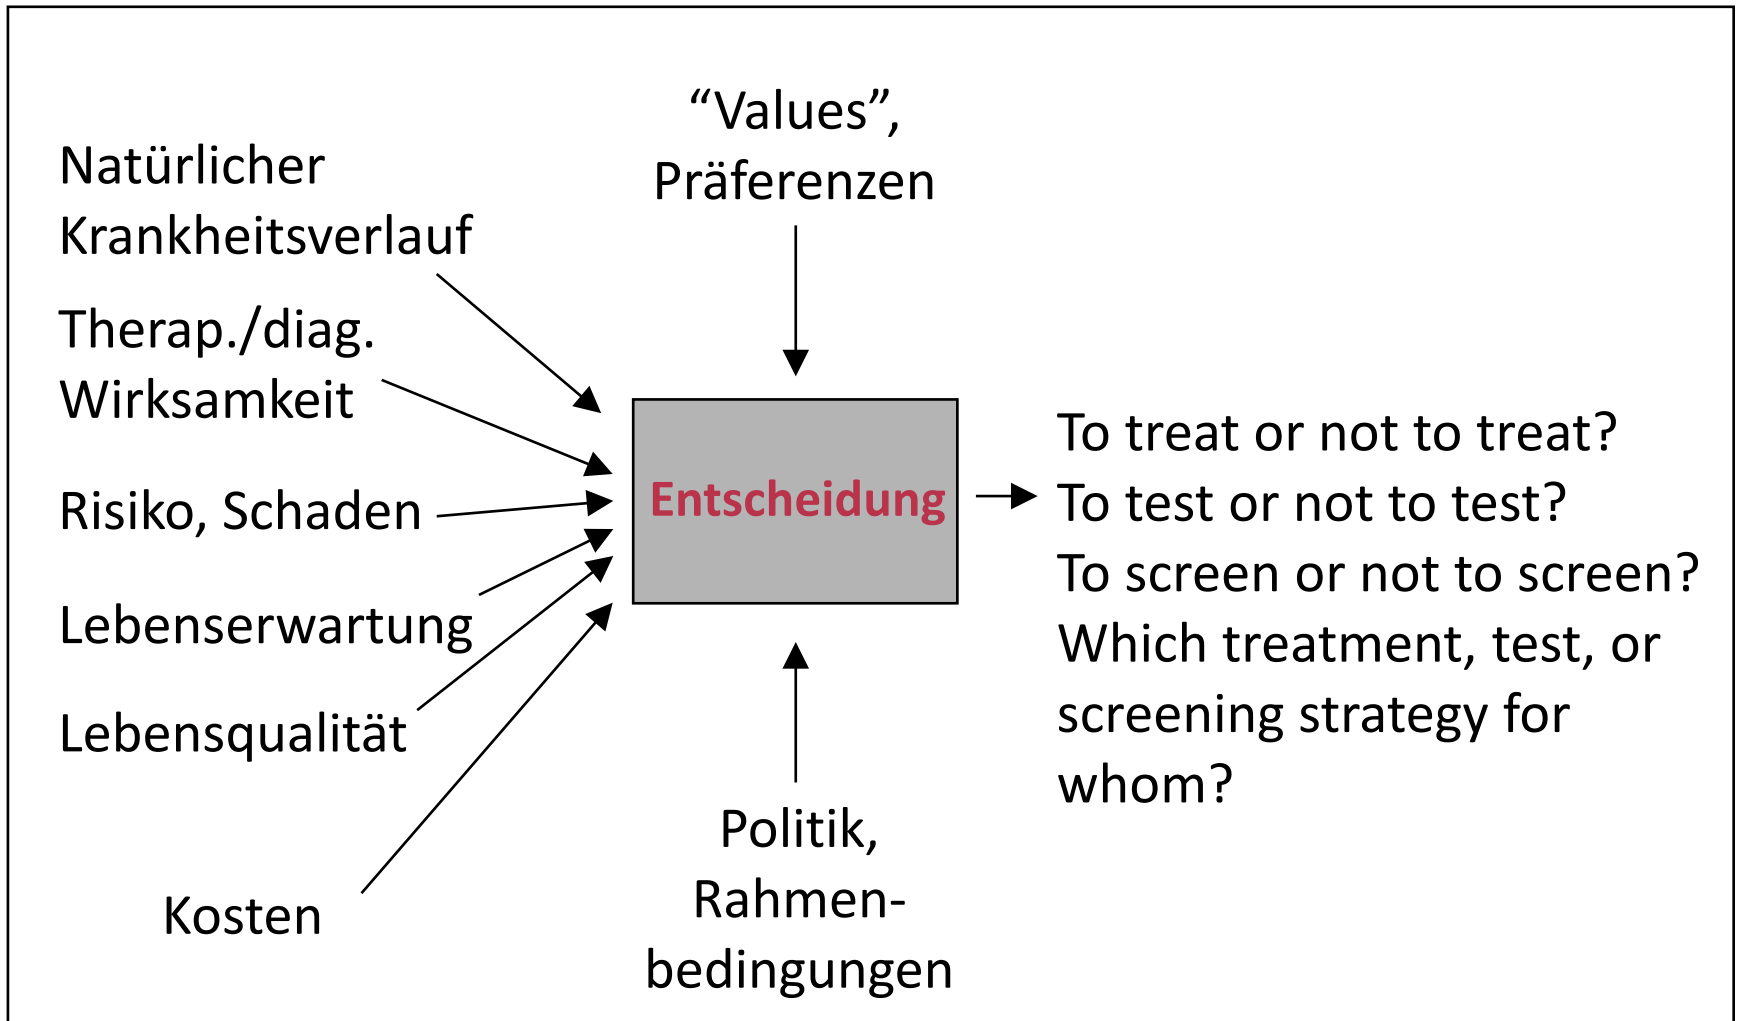 Natürlicher
Krankheitsverlauf
Therap./diag.
Wirksamkeit
Risiko, Schaden
Lebenserwartung
Lebensqualität
Kosten
“Values”,
Präferenzen
Entscheidung
Politik,
Rahmen-
bedingungen
To treat or not to treat?
To test or not to test?
To screen or not to screen?
Which treatment, test, or
screening strategy for
whom?